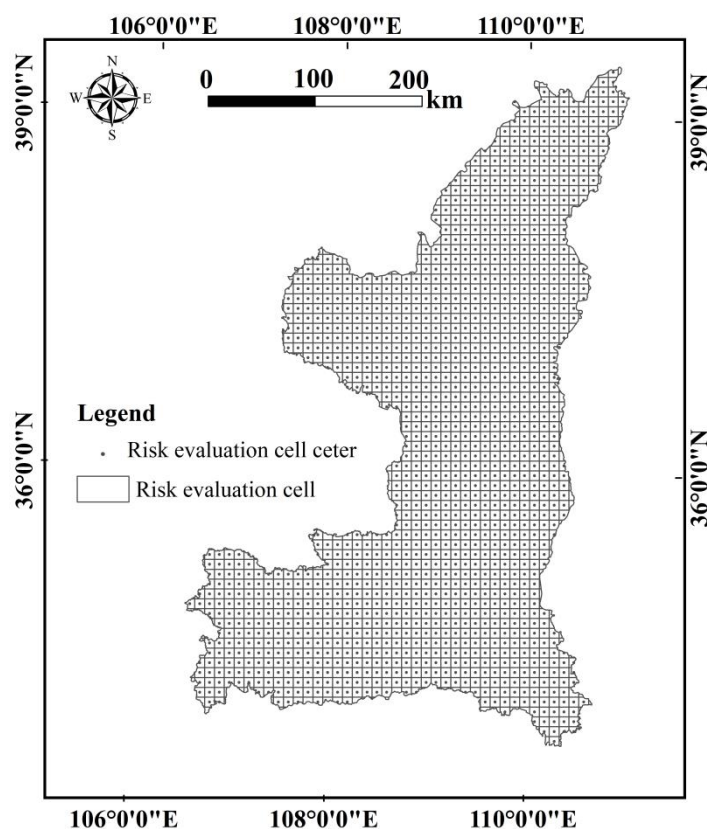 106°0'0"E 108°0'0"E 110°0'0"E
N
W E
S
0 100 200
km
39°0'0"N
39°0'0"N
Legend
Risk evaluation cell ceter
Risk evaluation cell
36°0'0"N
36°0'0"N
106°0'0"E 108°0'0"E 110°0'0"E